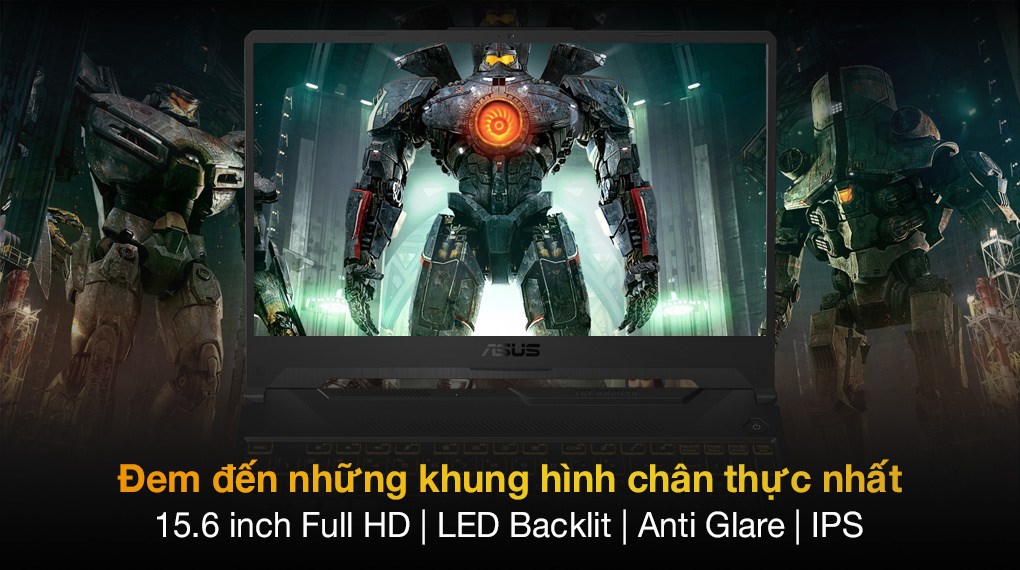 ASUS
Đem đến những khung hình chân thực nhất
15.6 inch Full HD | LED Backlit | Anti Glare | IPS